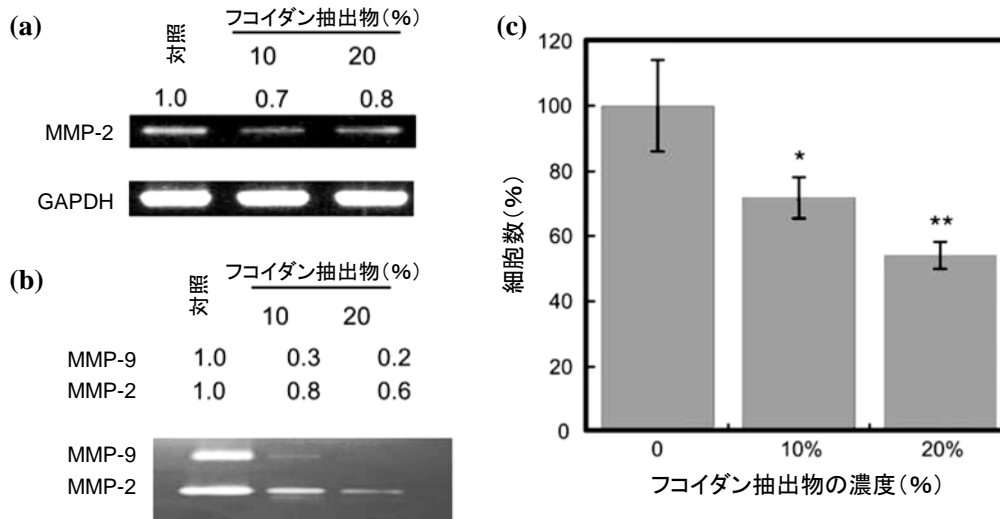 (a)
対照
フコイダン抽出物(%)
10 20
1.0 0.7 0.8
MMP-2
GAPDH
(b)
対照
フコイダン抽出物(%)
10 20
MMP-9 1.0 0.3 0.2
MMP-2 1.0 0.8 0.6
MMP-9
MMP-2
(c)
細胞数(%)
120
100
80
60
40
20
0
*
**
0 10% 20%
フコイダン抽出物の濃度(%)